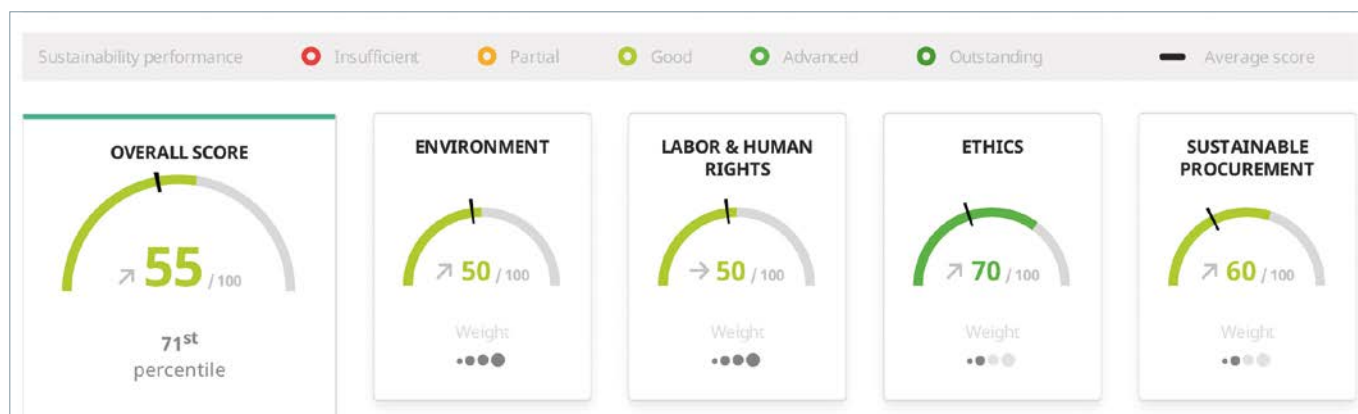 Sustainability performance Insufficient Partial Good Advanced Outstanding Average score
OVERALL SCORE
55 / 100
71st
percentile
ENVIRONMENT
50 / 100
Weight
LABOR & HUMAN
RIGHTS
50 / 100
Weight
ETHICS
70 / 100
Weight
SUSTAINABLE
PROCUREMENT
60 / 100
Weight